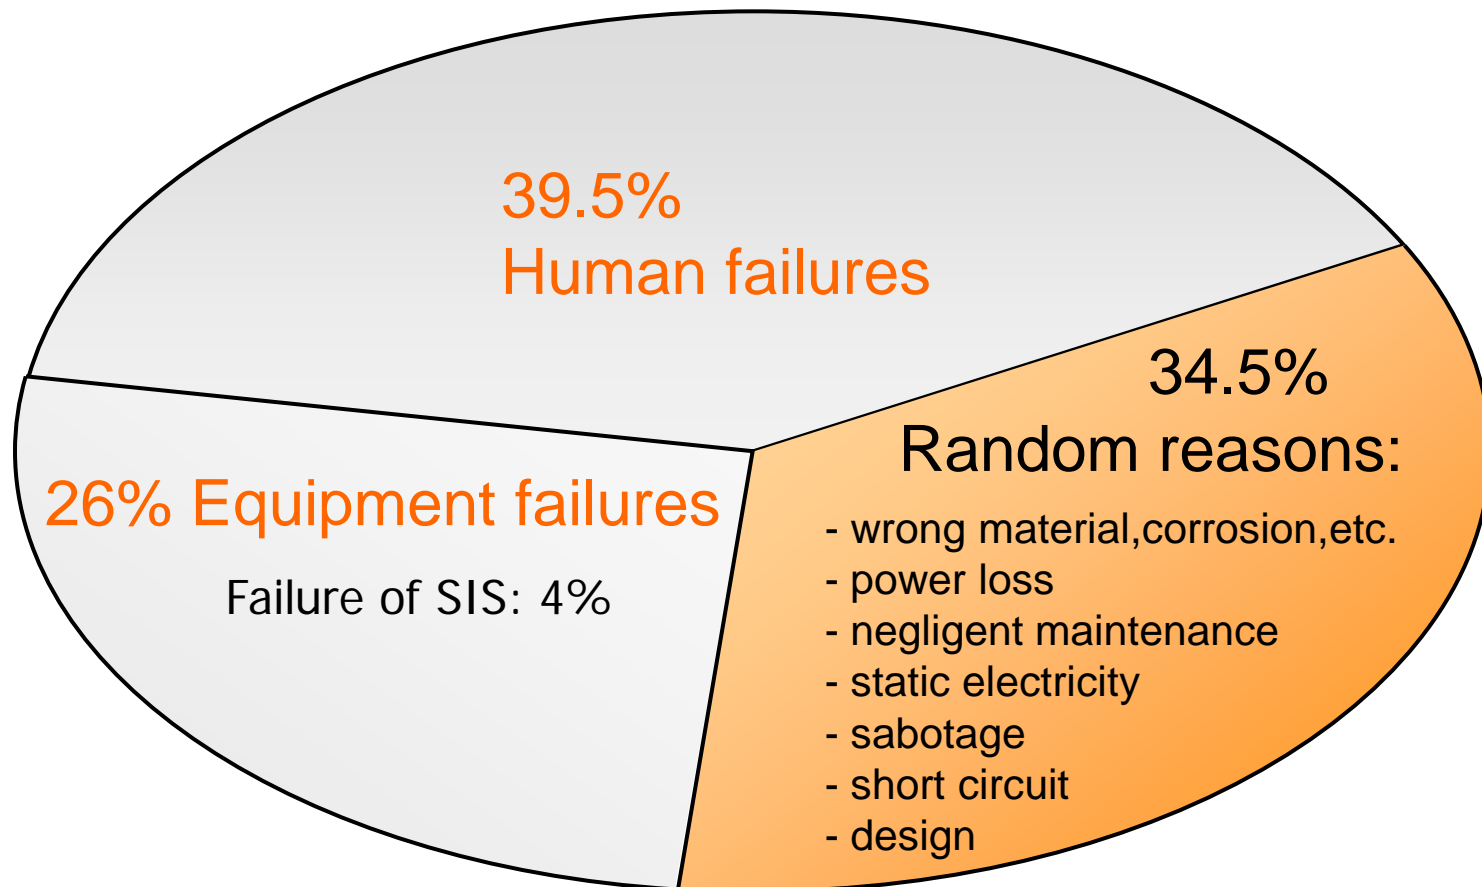 39.5%
Human failures
34.5%
Random reasons:
- wrong material,corrosion,etc.
- power loss
- negligent maintenance
- static electricity
- sabotage
- short circuit
- design
26% Equipment failures
Failure of SIS: 4%